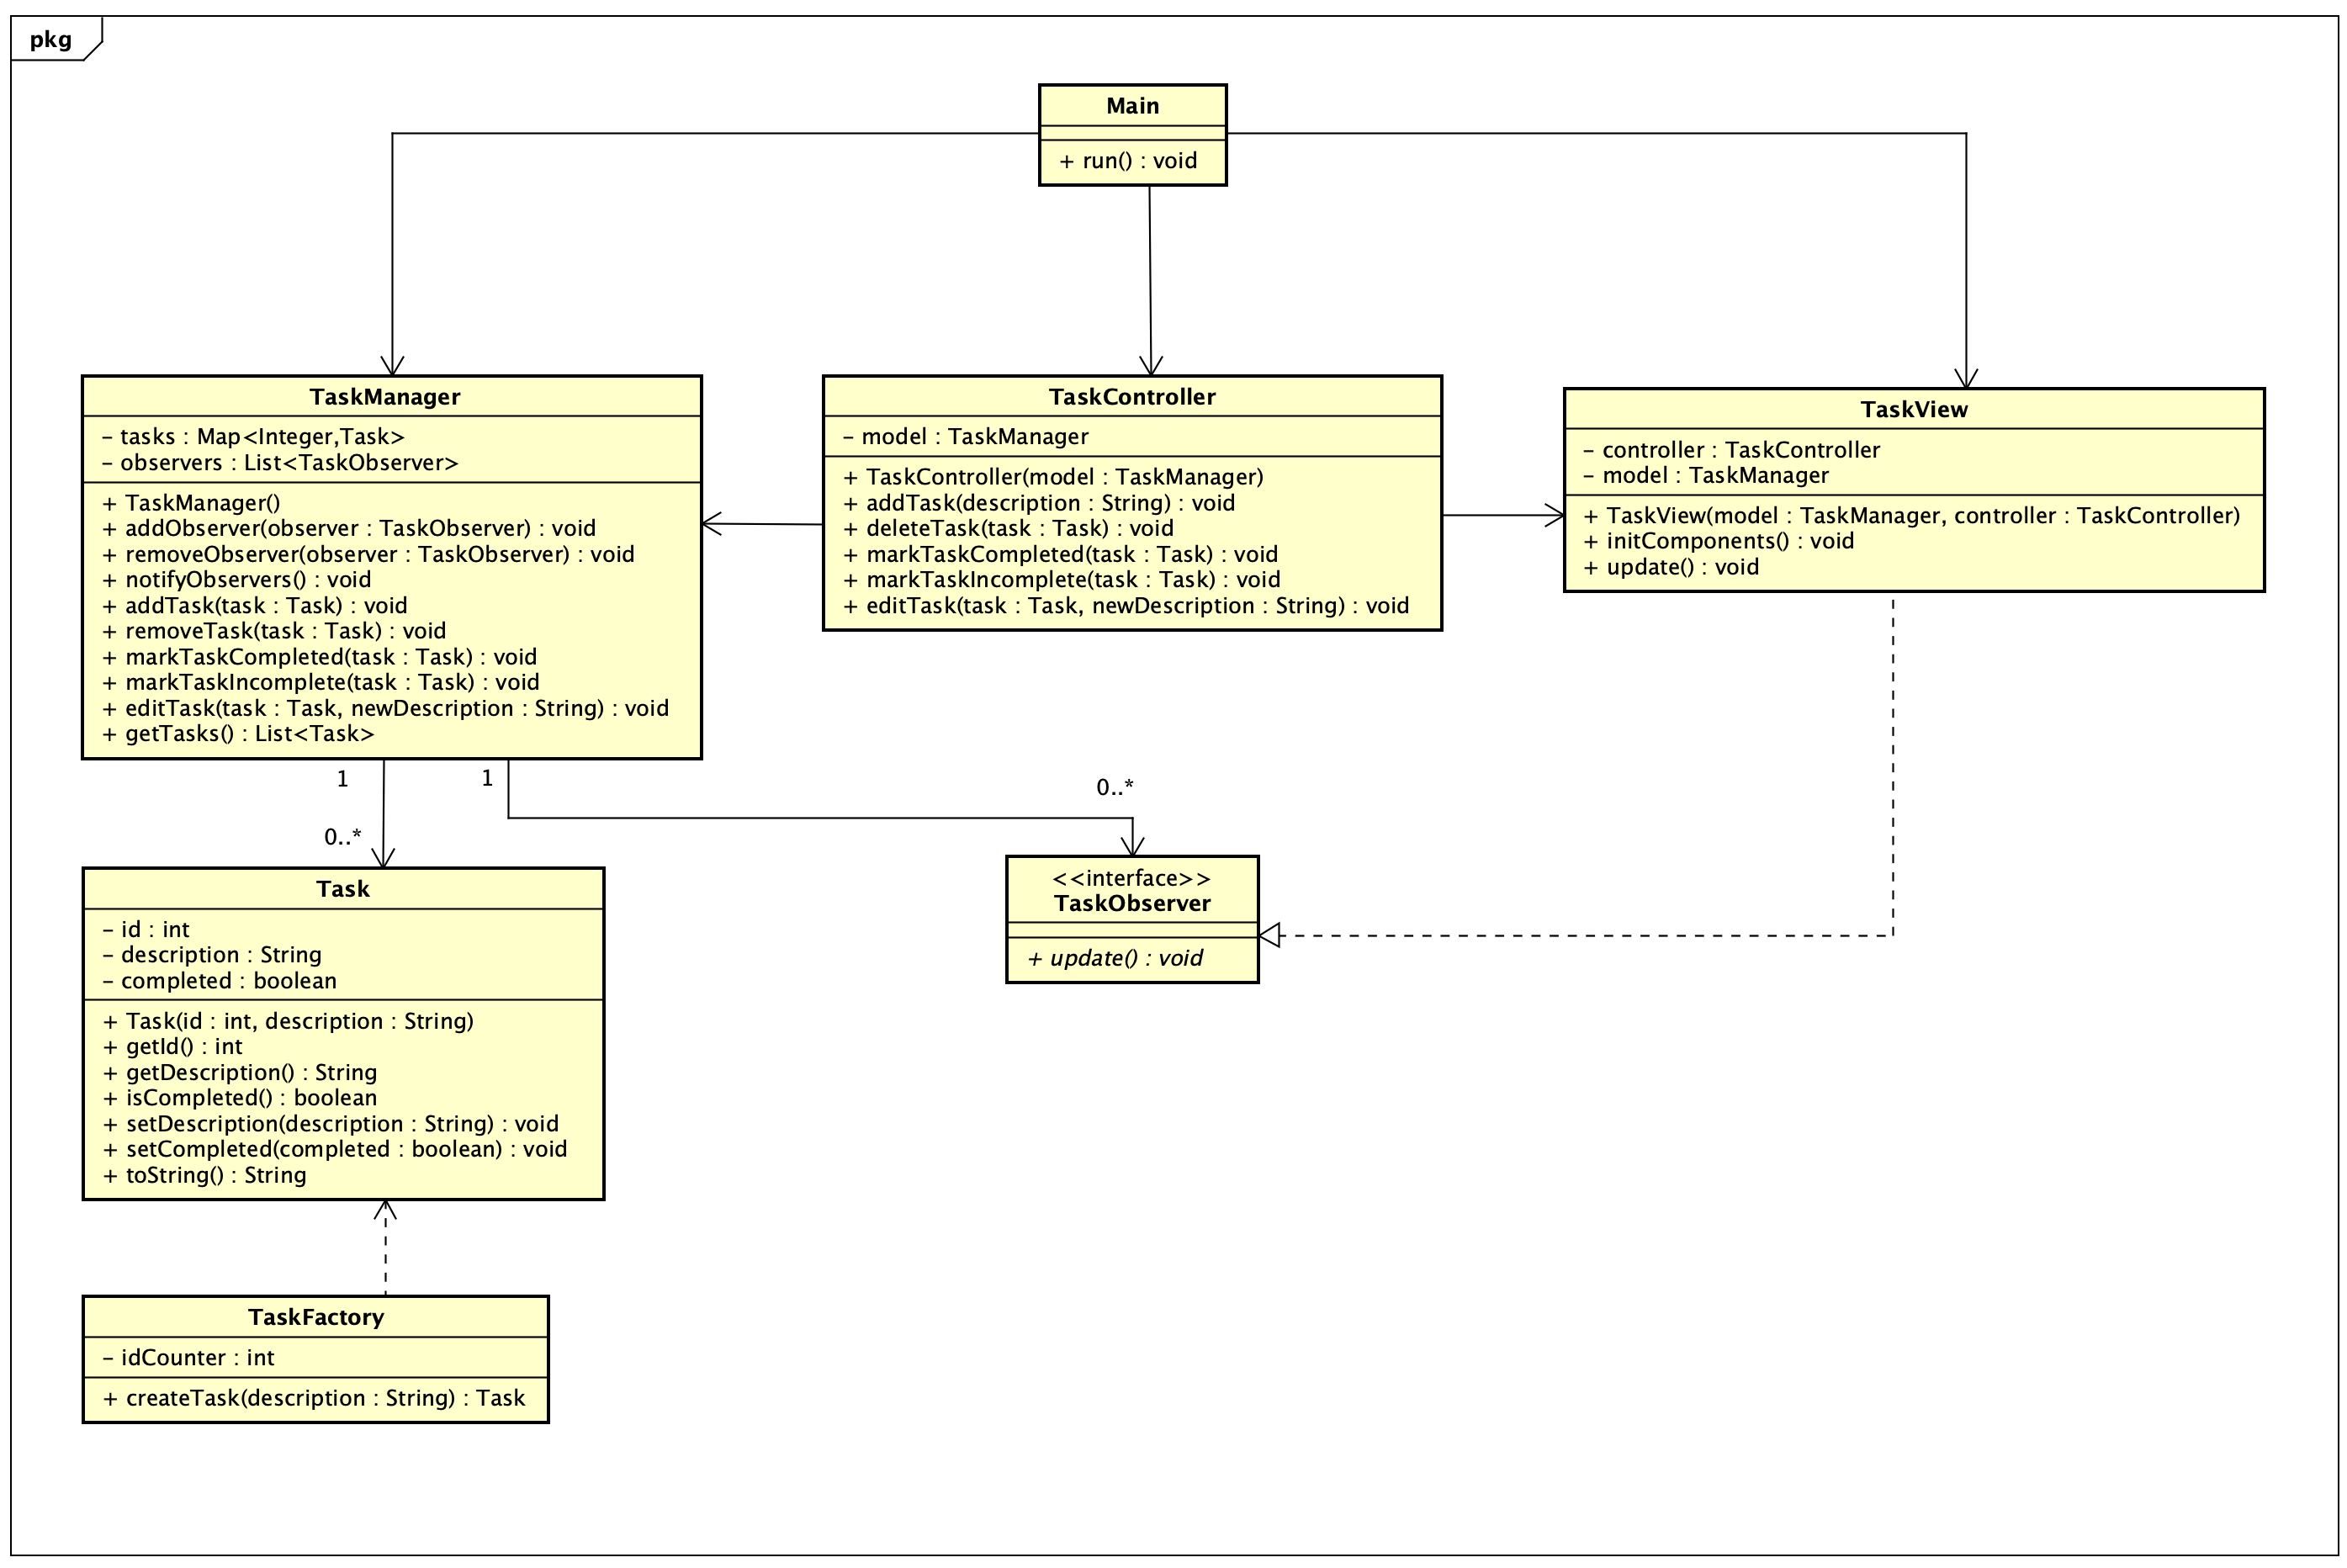 pkg
Main
+ run() : void
TaskManager
- tasks : Map<Integer,Task>
- observers : List<TaskObserver>
+ TaskManager()
+ addObserver(observer : TaskObserver) : void
+ removeObserver(observer : TaskObserver) : void
+ notifyObservers() : void
+ addTask(task : Task) : void
+ removeTask(task : Task) : void
+ markTaskCompleted(task : Task) : void
+ markTaskIncomplete(task : Task) : void
+ editTask(task : Task, newDescription : String) : void
+ getTasks() : List<Task>
TaskController
- model : TaskManager
+ TaskController(model : TaskManager)
+ addTask(description : String) : void
+ deleteTask(task : Task) : void
+ markTaskCompleted(task : Task) : void
+ markTaskIncomplete(task : Task) : void
+ editTask(task : Task, newDescription : String) : void
TaskView
- controller : TaskController
- model : TaskManager
+ TaskView(model : TaskManager, controller : TaskController)
+ initComponents() : void
+ update() : void
1
1
0..*
0..*
Task
- id : int
- description : String
- completed : boolean
+ Task(id : int, description : String)
+ getId() : int
+ getDescription() : String
+ isCompleted() : boolean
+ setDescription(description : String) : void
+ setCompleted(completed : boolean) : void
+ toString() : String
<<interface>>
TaskObserver
+ update() : void
TaskFactory
- idCounter : int
+ createTask(description : String) : Task